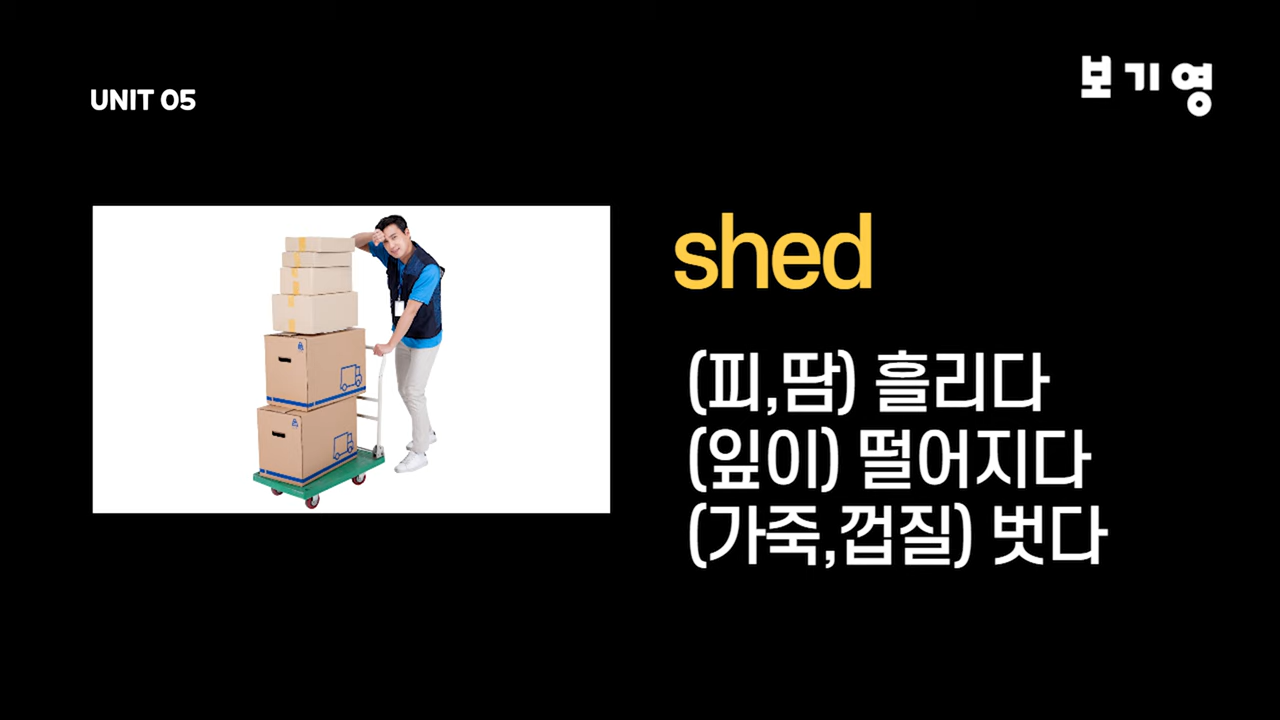 UNIT 05
보기영
shed
(피,땀) 흘리다
(잎이) 떨어지다
(가죽,껍질) 벗다